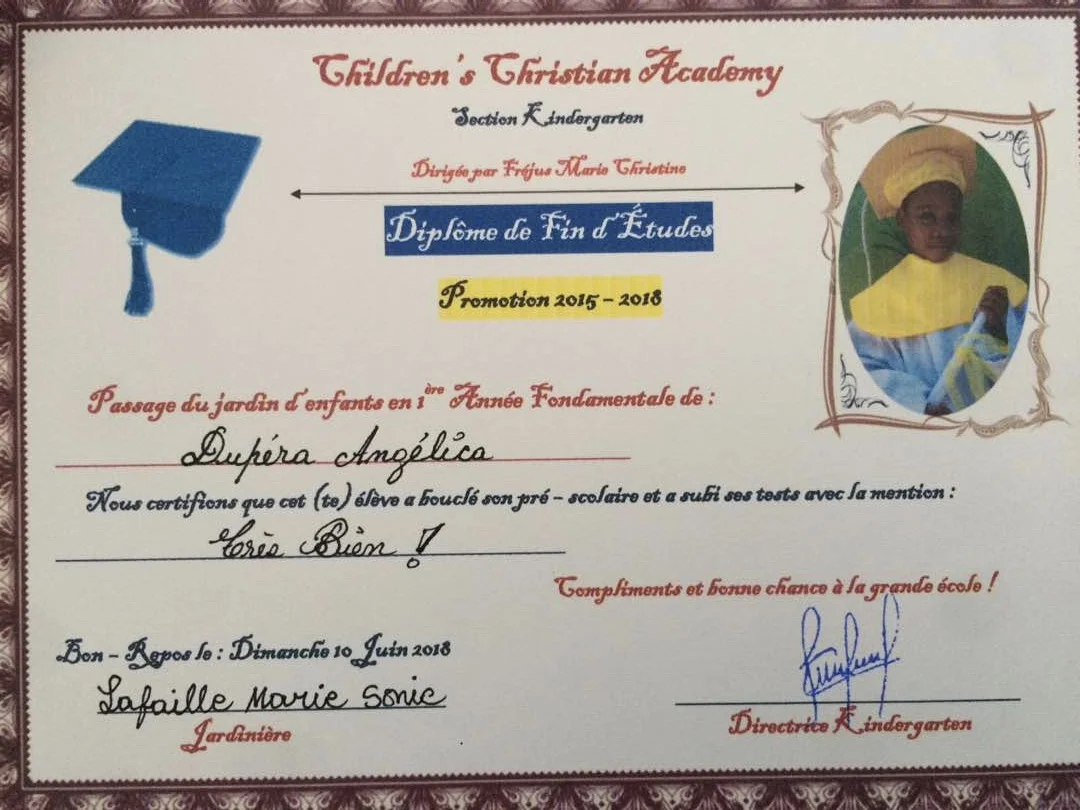 Children's Christian Academy
Section Kindergarten
Dirigée par Fréjus Marie Christine
Diplôme de Fin d'Études
Promotion 2015 - 2018
Passage du jardin d'enfants en 1ère Année Fondamentale de :
Dupéra Angélica
Nous certifions que cet (te) élève a bouclé son pré - scolaire et a subi ses tests avec la mention :
Très Bien !
Compliments et bonne chance à la grande école !
Bon - Repos le : Dimanche 10 Juin 2018
Lafaille Marie Sonie
Jardinière
Directrice Kindergarten